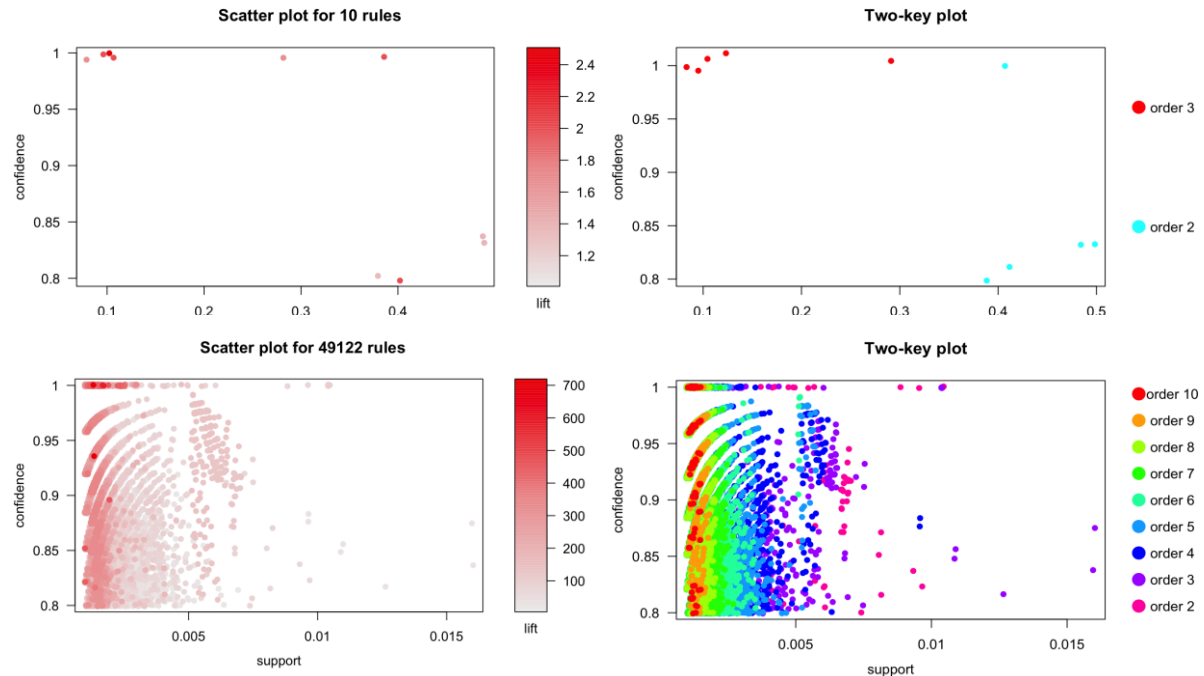 Scatter plot for 10 rules
1
0.95
0.9
0.85
0.8
confidence
0.1
0.2
0.3
0.4
2.4
2.2
2
1.8
1.6
1.4
1.2
lift
Two-key plot
1
0.95
0.9
0.85
0.8
confidence
0.1
0.2
0.3
0.4
0.5
order 3
order 2
Scatter plot for 49122 rules
1
0.95
0.9
0.85
0.8
confidence
0.005
0.01
0.015
support
700
600
500
400
300
200
100
lift
Two-key plot
1
0.95
0.9
0.85
0.8
confidence
0.005
0.01
0.015
support
order 10
order 9
order 8
order 7
order 6
order 5
order 4
order 3
order 2